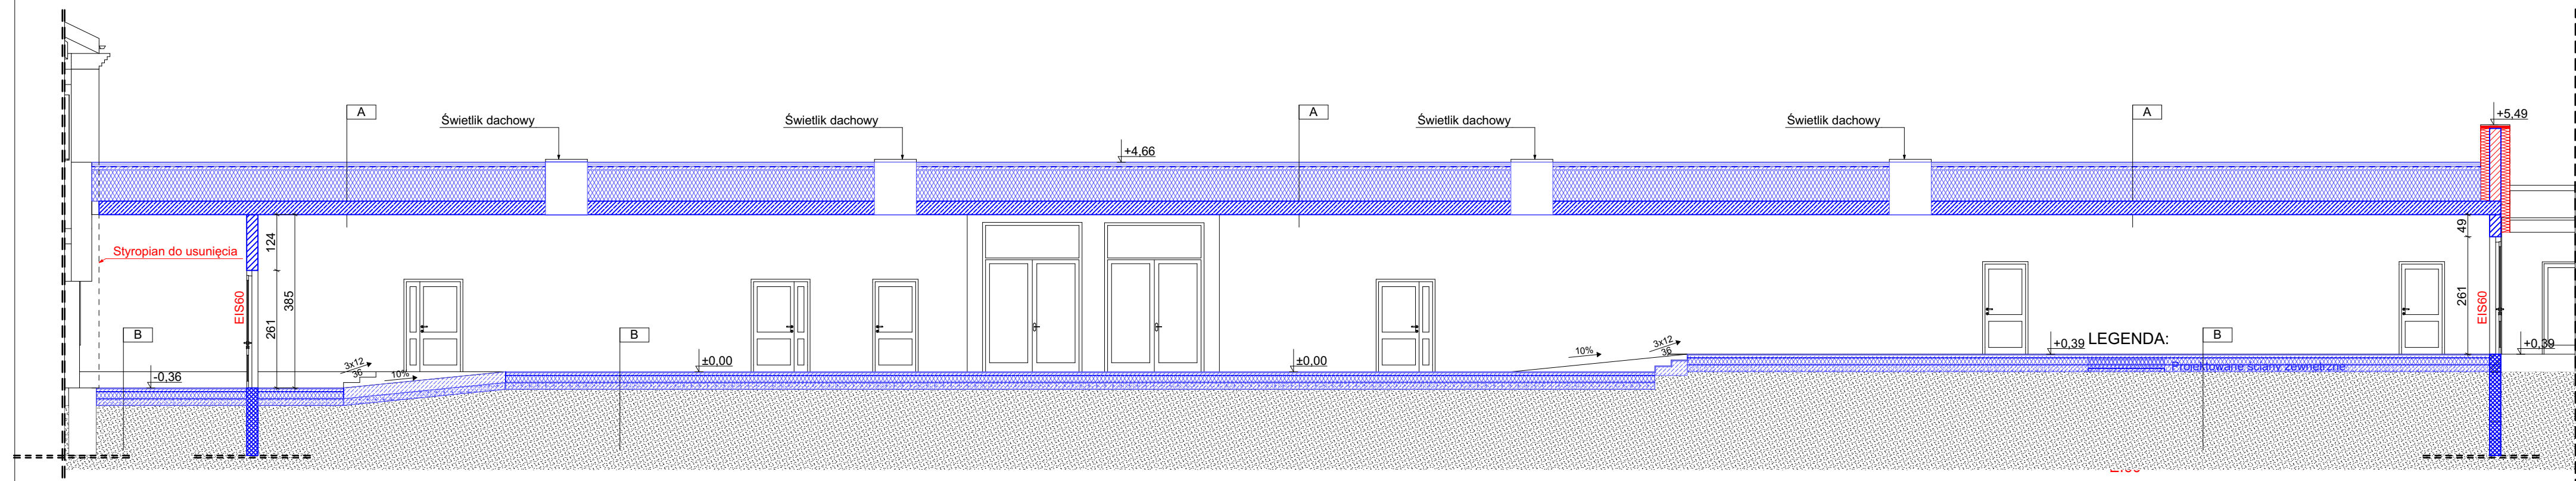 A
A
A
Świetlik dachowy
Świetlik dachowy
Świetlik dachowy
Świetlik dachowy
+5,49
+4,66
Styropian do usunięcia
124
385
261
EIS60
49
261
EIS60
B
B
B
-0,36
3x12
36
10%
±0,00
±0,00
10%
3x12
36
+0,39
LEGENDA:
+0,39
Projektowane ściany zewnętrzne